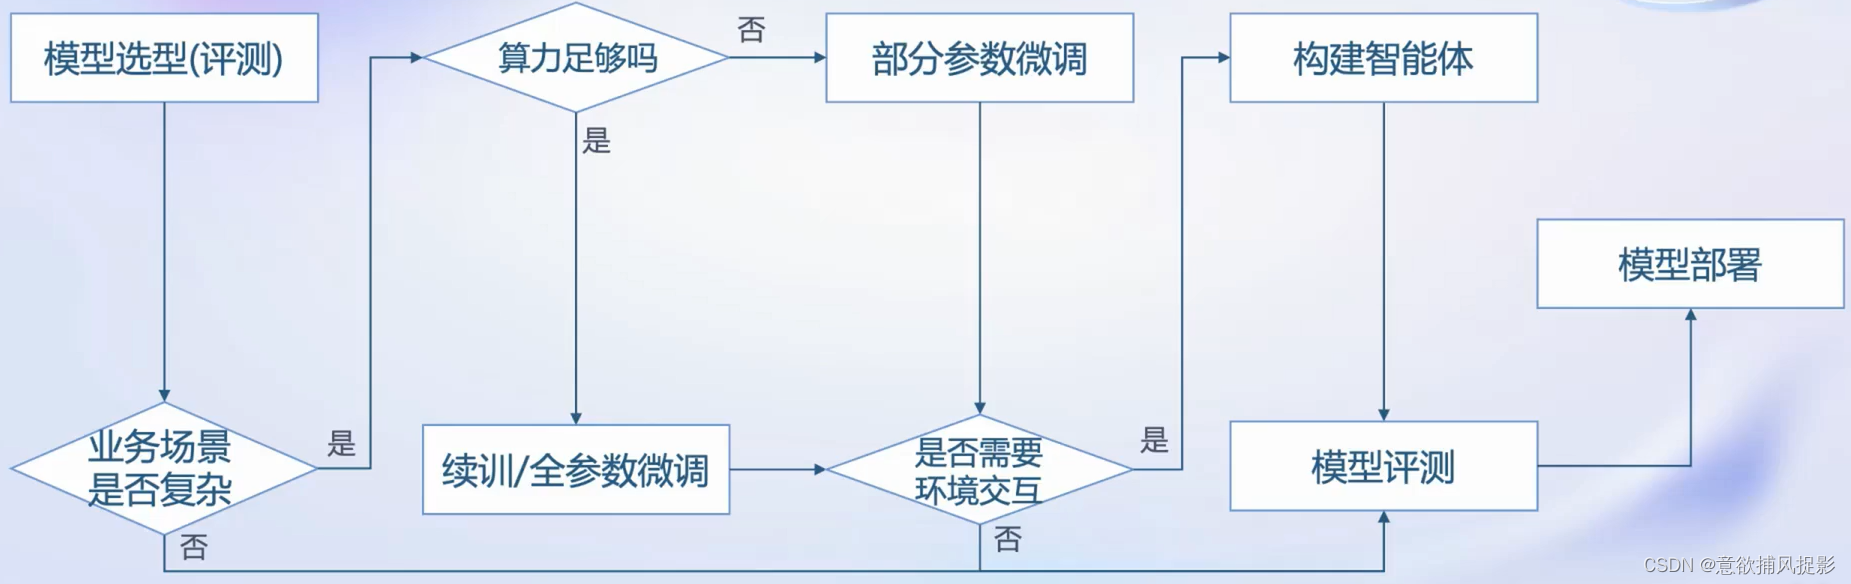 模型选型(评测)
算力足够吗
否
部分参数微调
构建智能体
是
模型部署
业务场景
是否复杂
是
续训/全参数微调
是否需要
环境交互
是
模型评测
否
否
CSDN @意欲捕风捉影